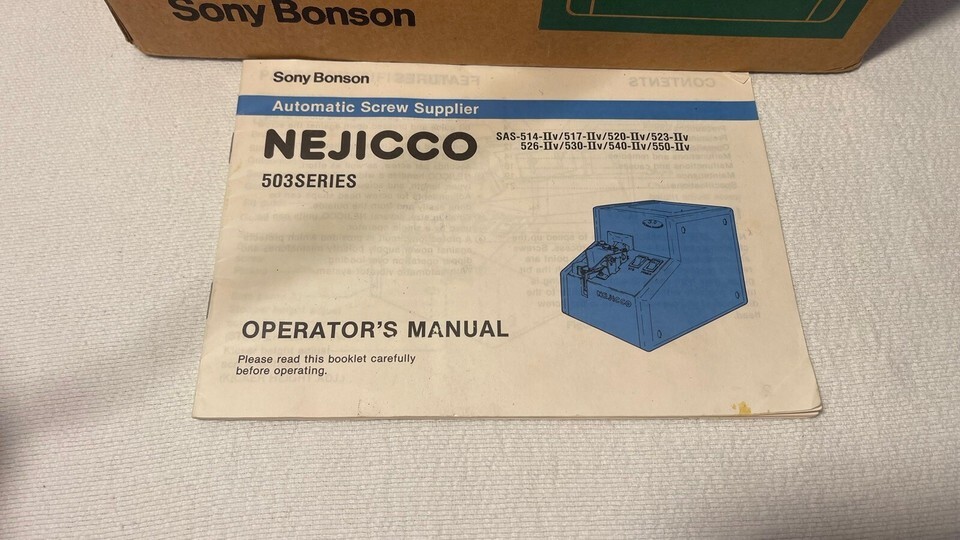 Sony Bonson
Sony Bonson
Automatic Screw Supplier
NEJICCO
SAS-514-IIv/517-IIv/520-IIv/523-IIv
526-IIv/530-IIv/540-IIv/550-IIv
503SERIES
NEJICCO
OPERATOR'S MANUAL
Please read this booklet carefully
before operating.